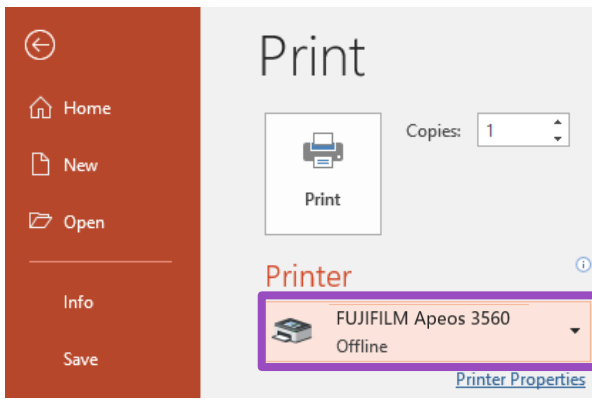 Print
Home
New
Open
Info
Save
Copies: 1
Print
Printer
FUJIFILM Apeos 3560
Offline
Printer Properties